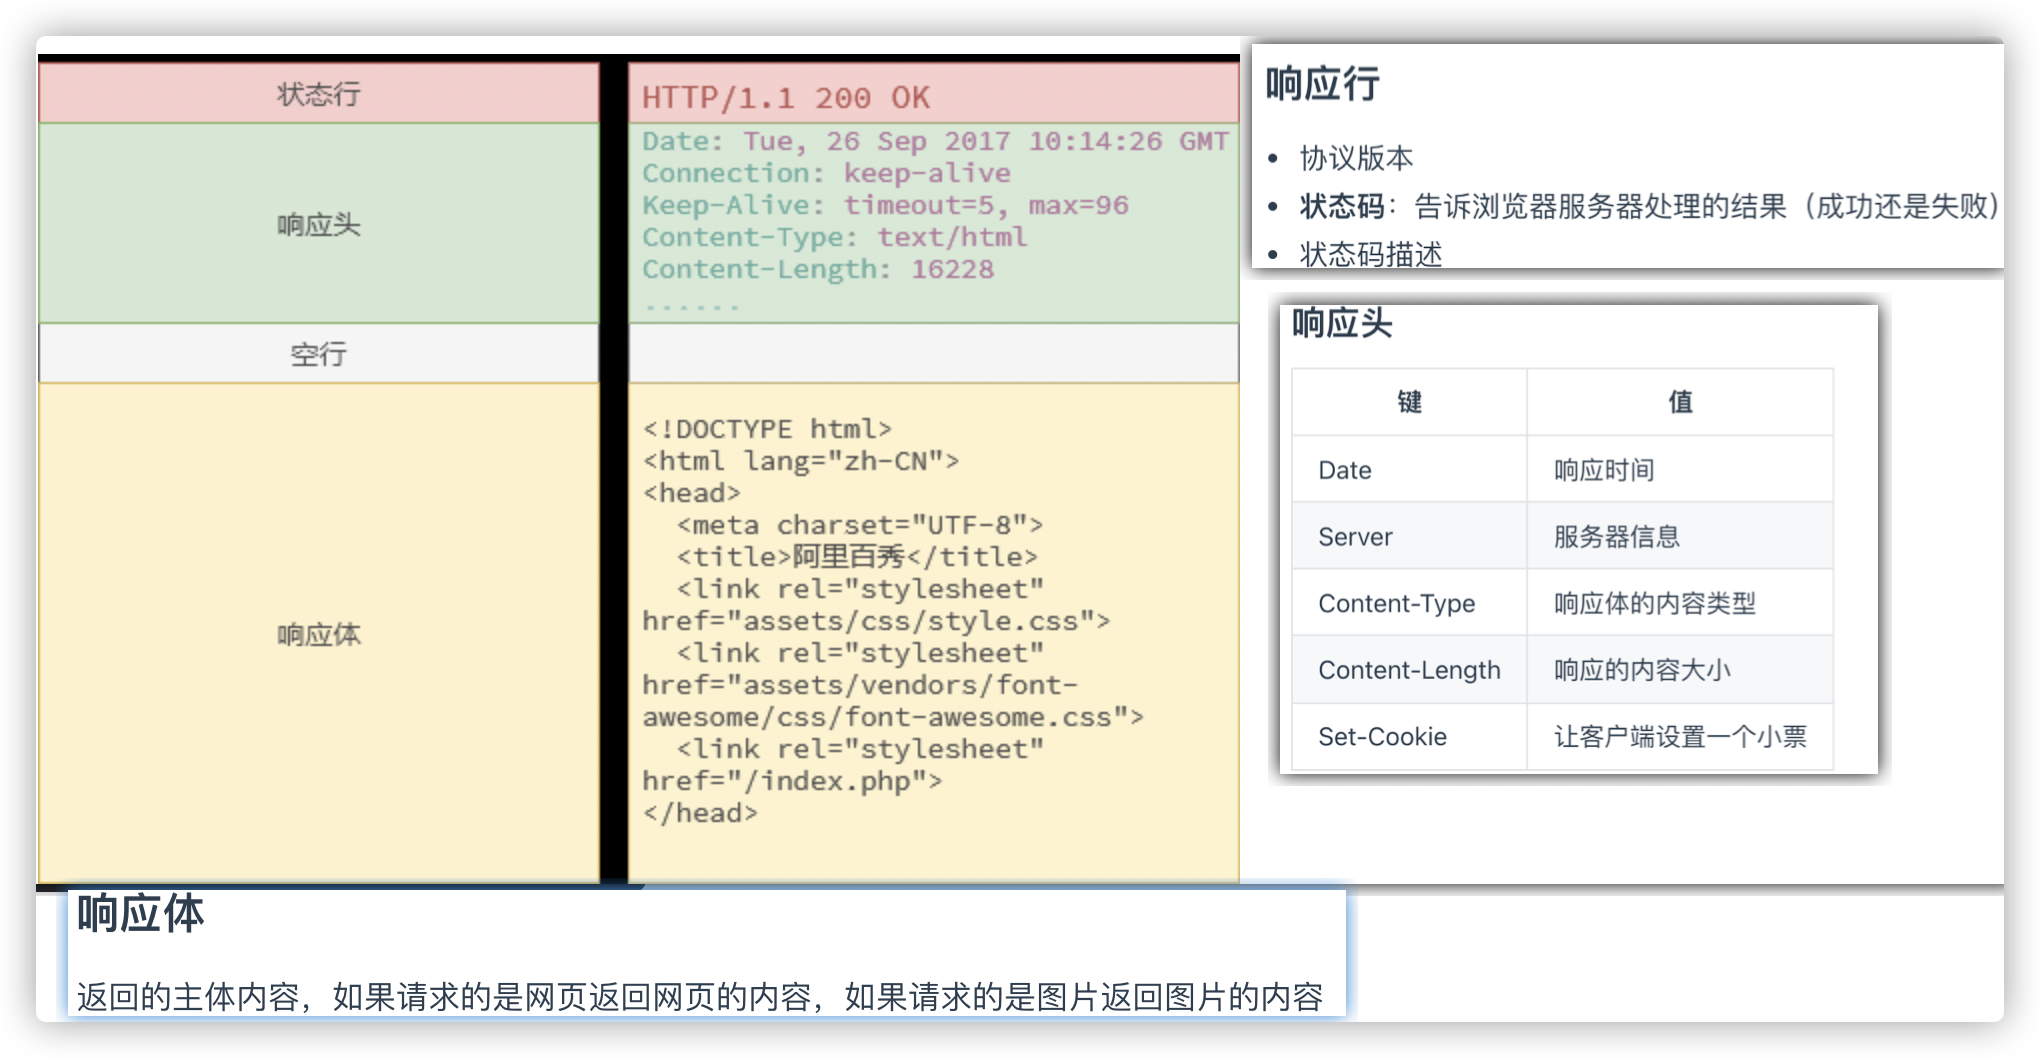 状态行
HTTP/1.1 200 OK
响应头
Date: Tue, 26 Sep 2017 10:14:26 GMT
Connection: keep-alive
Keep-Alive: timeout=5, max=96
Content-Type: text/html
Content-Length: 16228
......
空行
响应体
<!DOCTYPE html>
<html lang="zh-CN">
<head>
  <meta charset="UTF-8">
  <title>阿里百秀</title>
  <link rel="stylesheet"
href="assets/css/style.css">
  <link rel="stylesheet"
href="assets/vendors/font-
awesome/css/font-awesome.css">
  <link rel="stylesheet"
href="/index.php">
</head>
响应行
• 协议版本
• 状态码：告诉浏览器服务器处理的结果（成功还是失败）
• 状态码描述
响应头
键 值
Date 响应时间
Server 服务器信息
Content-Type 响应体的内容类型
Content-Length 响应的内容大小
Set-Cookie 让客户端设置一个小票
响应体
返回的主体内容，如果请求的是网页返回网页的内容，如果请求的是图片返回图片的内容